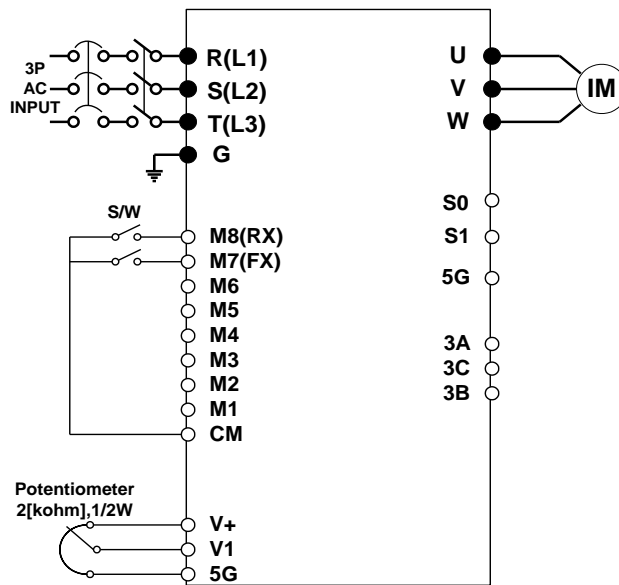 3P
AC
INPUT
R(L1)
S(L2)
T(L3)
G
U
V
W
IM
S/W
M8(RX)
M7(FX)
M6
M5
M4
M3
M2
M1
CM
S0
S1
5G
3A
3C
3B
Potentiometer
2[kohm],1/2W
V+
V1
5G